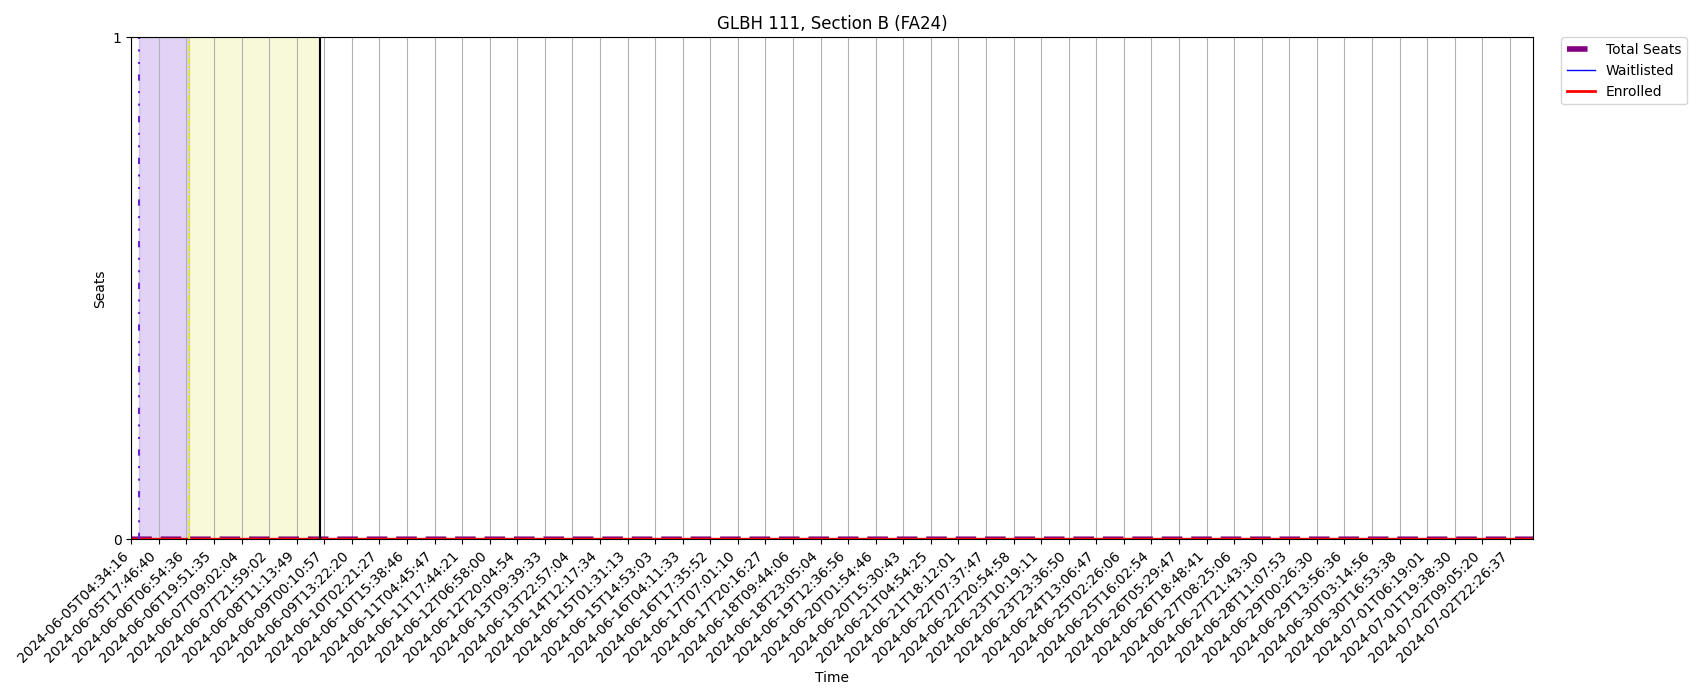 GLBH 111, Section B (FA24)
Total Seats
Waitlisted
Enrolled
1
Seats
0
2024-06-05T04:34:16
2024-06-05T17:46:40
2024-06-06T06:54:36
2024-06-06T19:51:35
2024-06-07T09:02:04
2024-06-07T21:59:02
2024-06-08T11:13:49
2024-06-09T00:10:57
2024-06-09T13:22:20
2024-06-10T02:21:27
2024-06-10T15:38:46
2024-06-11T04:45:47
2024-06-11T17:44:21
2024-06-12T06:58:00
2024-06-12T20:04:54
2024-06-13T09:39:33
2024-06-13T22:57:04
2024-06-14T12:17:34
2024-06-15T01:31:13
2024-06-15T14:53:03
2024-06-16T04:11:33
2024-06-16T17:35:52
2024-06-17T07:01:10
2024-06-17T20:16:27
2024-06-18T09:44:06
2024-06-18T23:05:04
2024-06-19T12:36:56
2024-06-20T01:54:46
2024-06-20T15:30:43
2024-06-21T04:54:25
2024-06-21T18:12:01
2024-06-22T07:37:47
2024-06-22T20:54:58
2024-06-23T10:19:11
2024-06-23T23:36:50
2024-06-24T13:06:47
2024-06-25T02:26:06
2024-06-25T16:02:54
2024-06-26T05:29:47
2024-06-26T18:48:41
2024-06-27T08:25:06
2024-06-27T21:43:30
2024-06-28T11:07:53
2024-06-29T00:26:30
2024-06-29T13:56:36
2024-06-30T03:14:56
2024-06-30T16:53:38
2024-07-01T06:19:01
2024-07-01T19:38:30
2024-07-02T09:05:20
2024-07-02T22:26:37
Time